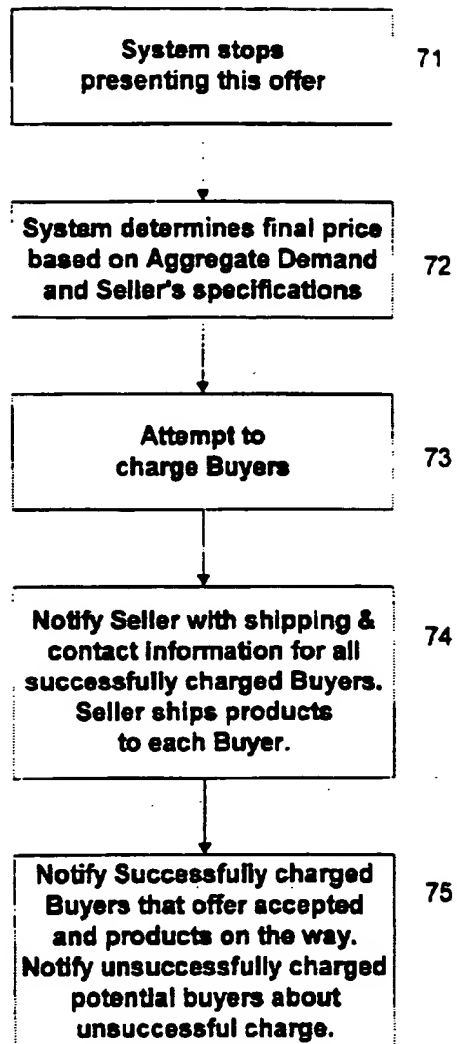 System stops
presenting this offer
71
System determines final price
based on Aggregate Demand
and Seller's specifications
72
Attempt to
charge Buyers
73
Notify Seller with shipping &
contact information for all
successfully charged Buyers.
Seller ships products
to each Buyer.
74
Notify Successfully charged
Buyers that offer accepted
and products on the way.
Notify unsuccessfully charged
potential buyers about
unsuccessful charge.
75